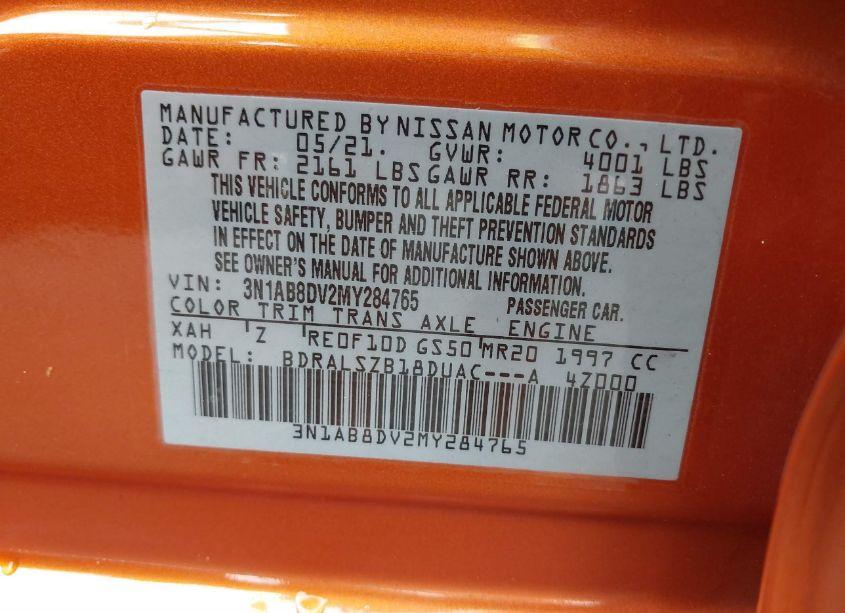 MANUFACTURED BY NISSAN MOTOR CO., LTD.
DATE: 05/21. GVWR: 4001 LBS
GAWR FR: 2161 LBS GAWR RR: 1863 LBS
THIS VEHICLE CONFORMS TO ALL APPLICABLE FEDERAL MOTOR
VEHICLE SAFETY, BUMPER AND THEFT PREVENTION STANDARDS
IN EFFECT ON THE DATE OF MANUFACTURE SHOWN ABOVE.
SEE OWNER'S MANUAL FOR ADDITIONAL INFORMATION.
VIN: 3N1AB8DV2MY284765 PASSENGER CAR.
COLOR TRIM TRANS AXLE ENGINE
XAH Z RE0F10D GS50 MR20 1997 CC
MODEL: BDRALSZB18DUAC---A 4Z000
3N1AB8DV2MY284765